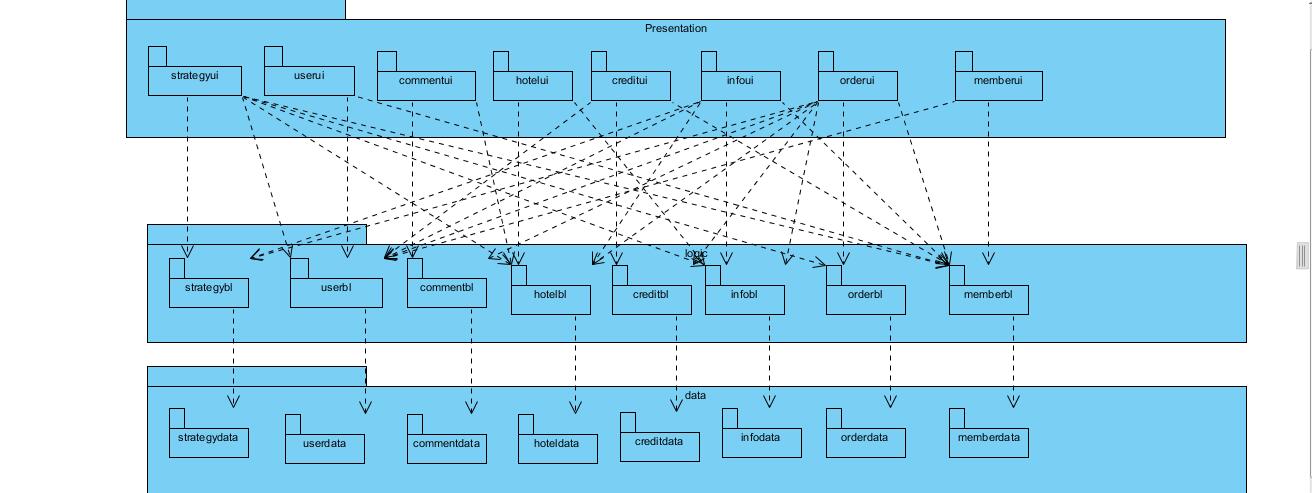 Presentation
strategyui
userui
commentui
hotelui
creditui
infoui
orderui
memberui
logic
strategybl
userbl
commentbl
hotelbl
creditbl
infobl
orderbl
memberbl
data
strategydata
userdata
commentdata
hoteldata
creditdata
infodata
orderdata
memberdata